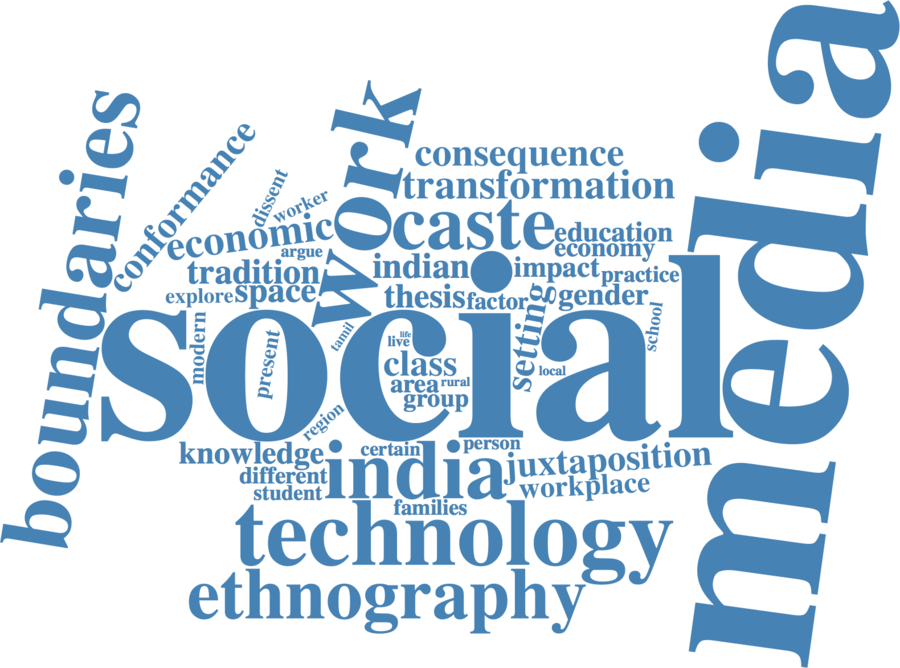 media
boundaries
work
conformance
consequence
dissent
transformation
worker
caste
economic
education
argue
economy
tradition
indian
impact
practice
explore
space
thesis
factor
setting
gender
social
modern
present
tamil
life
live
class
area
rural
group
local
school
region
knowledge
certain
person
different
india
juxtaposition
student
workplace
families
technology
ethnography